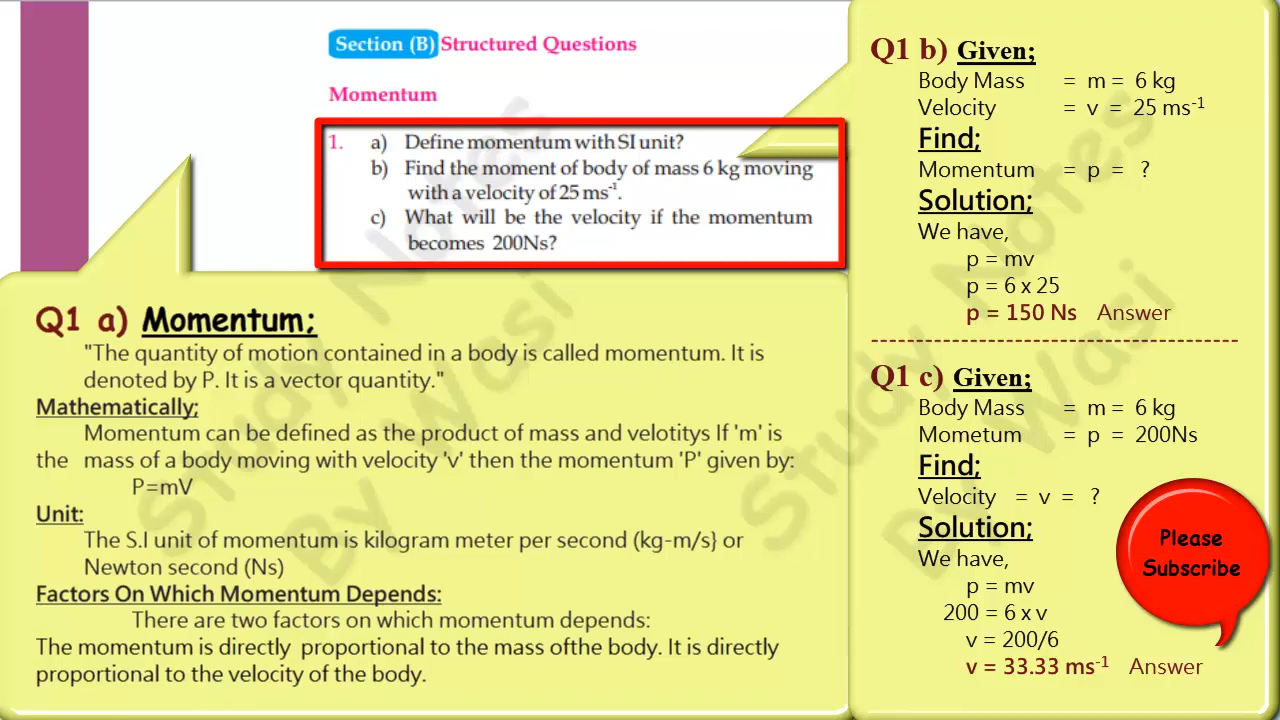 Section (B) Structured Questions
Momentum
1. a) Define momentum with SI unit?
b) Find the moment of body of mass 6 kg moving
with a velocity of 25 ms⁻¹.
c) What will be the velocity if the momentum
becomes 200Ns?
Q1 a) Momentum;
"The quantity of motion contained in a body is called momentum. It is
denoted by P. It is a vector quantity."
Mathematically;
Momentum can be defined as the product of mass and velotitys If 'm' is
the mass of a body moving with velocity 'v' then the momentum 'P' given by:
P=mV
Unit:
The S.I unit of momentum is kilogram meter per second (kg-m/s} or
Newton second (Ns)
Factors On Which Momentum Depends:
There are two factors on which momentum depends:
The momentum is directly proportional to the mass ofthe body. It is directly
proportional to the velocity of the body.
Q1 b) Given;
Body Mass = m = 6 kg
Velocity = v = 25 ms⁻¹
Find;
Momentum = p = ?
Solution;
We have,
p = mv
p = 6 x 25
p = 150 Ns Answer
Q1 c) Given;
Body Mass = m = 6 kg
Mometum = p = 200Ns
Find;
Velocity = v = ?
Solution;
We have,
p = mv
200 = 6 x v
v = 200/6
v = 33.33 ms⁻¹ Answer
Please
Subscribe
Study Notes
By Wasi
Study Notes
By Wasi